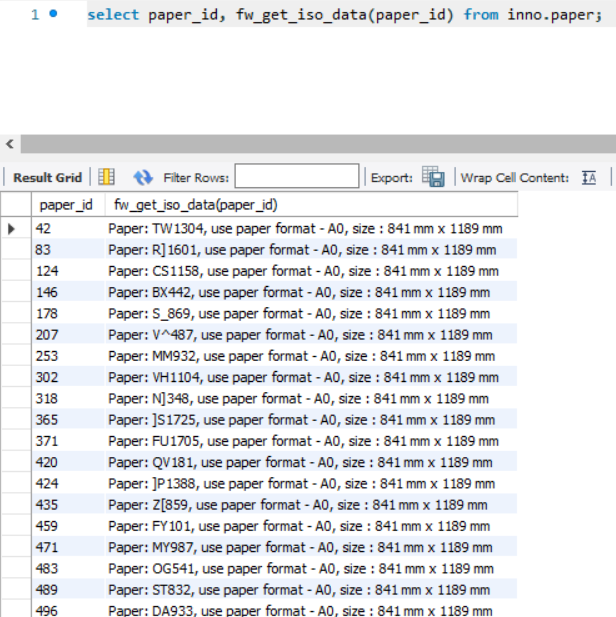 1 select paper_id, fw_get_iso_data(paper_id) from inno.paper;
Result Grid Filter Rows: Export: Wrap Cell Content: IA
paper_id fw_get_iso_data(paper_id)
42 Paper: TW1304, use paper format - A0, size : 841 mm x 1189 mm
83 Paper: R]1601, use paper format - A0, size : 841 mm x 1189 mm
124 Paper: CS1158, use paper format - A0, size : 841 mm x 1189 mm
146 Paper: BX442, use paper format - A0, size : 841 mm x 1189 mm
178 Paper: S_869, use paper format - A0, size : 841 mm x 1189 mm
207 Paper: V^487, use paper format - A0, size : 841 mm x 1189 mm
253 Paper: MM932, use paper format - A0, size : 841 mm x 1189 mm
302 Paper: VH1104, use paper format - A0, size : 841 mm x 1189 mm
318 Paper: N]348, use paper format - A0, size : 841 mm x 1189 mm
365 Paper: ]S1725, use paper format - A0, size : 841 mm x 1189 mm
371 Paper: FU1705, use paper format - A0, size : 841 mm x 1189 mm
420 Paper: QV181, use paper format - A0, size : 841 mm x 1189 mm
424 Paper: ]P1388, use paper format - A0, size : 841 mm x 1189 mm
435 Paper: Z[859, use paper format - A0, size : 841 mm x 1189 mm
459 Paper: FY101, use paper format - A0, size : 841 mm x 1189 mm
471 Paper: MY987, use paper format - A0, size : 841 mm x 1189 mm
483 Paper: OG541, use paper format - A0, size : 841 mm x 1189 mm
489 Paper: ST832, use paper format - A0, size : 841 mm x 1189 mm
496 Paper: DA933, use paper format - A0, size : 841 mm x 1189 mm